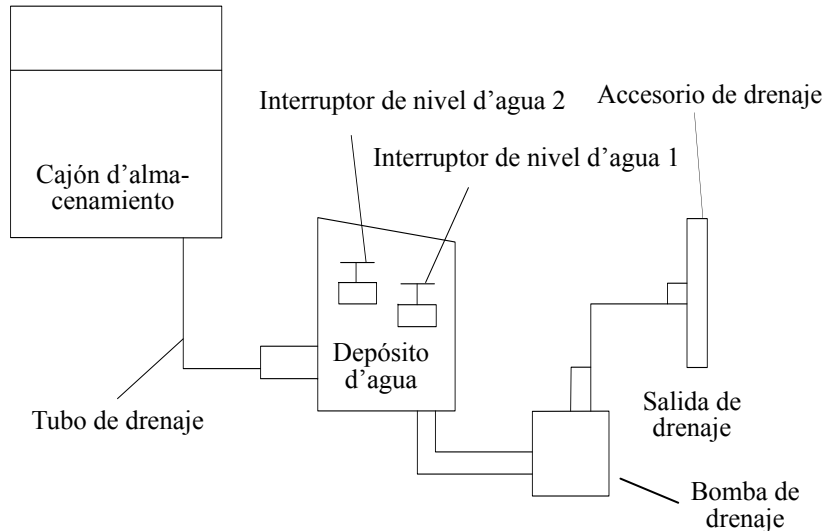 Interruptor de nivel d’agua 2
Accesorio de drenaje
Interruptor de nivel d’agua 1
Cajón d’alma-
cenamiento
Depósito
d’agua
Tubo de drenaje
Salida de
drenaje
Bomba de
drenaje